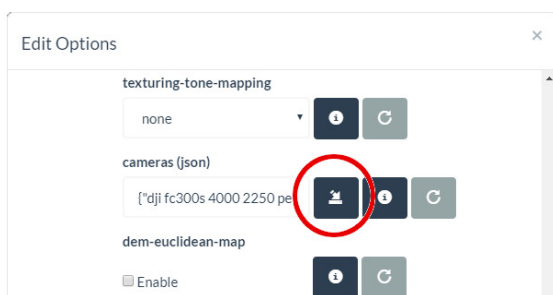 Edit Options
texturing-tone-mapping
none
cameras (json)
{"dji fc300s 4000 2250 pe
dem-euclidean-map
Enable